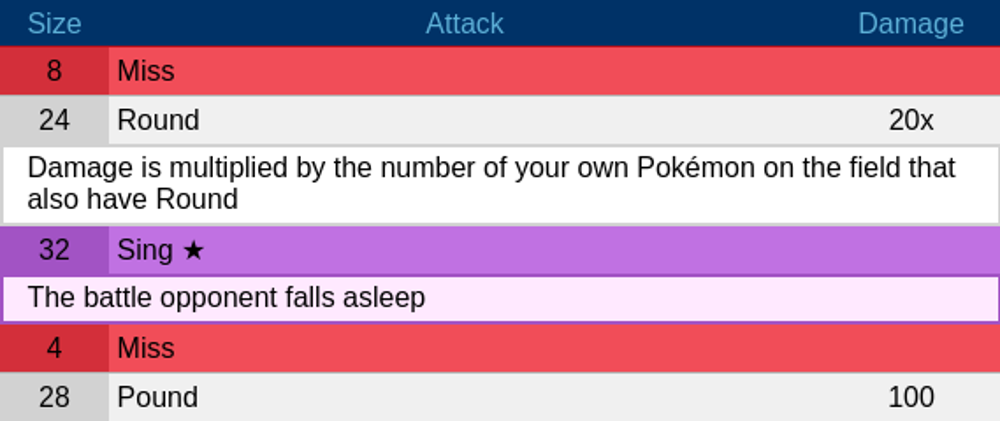 Size Attack Damage
8 Miss
24 Round 20x
Damage is multiplied by the number of your own Pokémon on the field that
also have Round
32 Sing ★
The battle opponent falls asleep
4 Miss
28 Pound 100